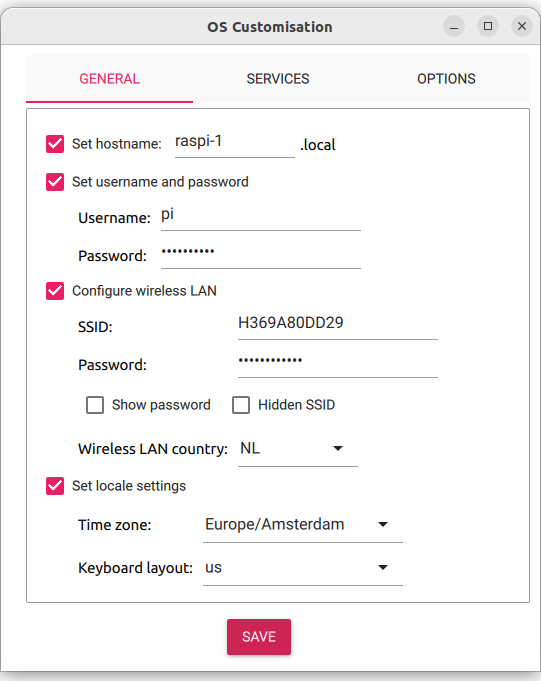 OS Customisation
GENERAL SERVICES OPTIONS
Set hostname: raspi-1 .local
Set username and password
Username: pi
Password: ••••••••••
Configure wireless LAN
SSID: H369A80DD29
Password: ••••••••••••
Show password Hidden SSID
Wireless LAN country: NL
Set locale settings
Time zone: Europe/Amsterdam
Keyboard layout: us
SAVE